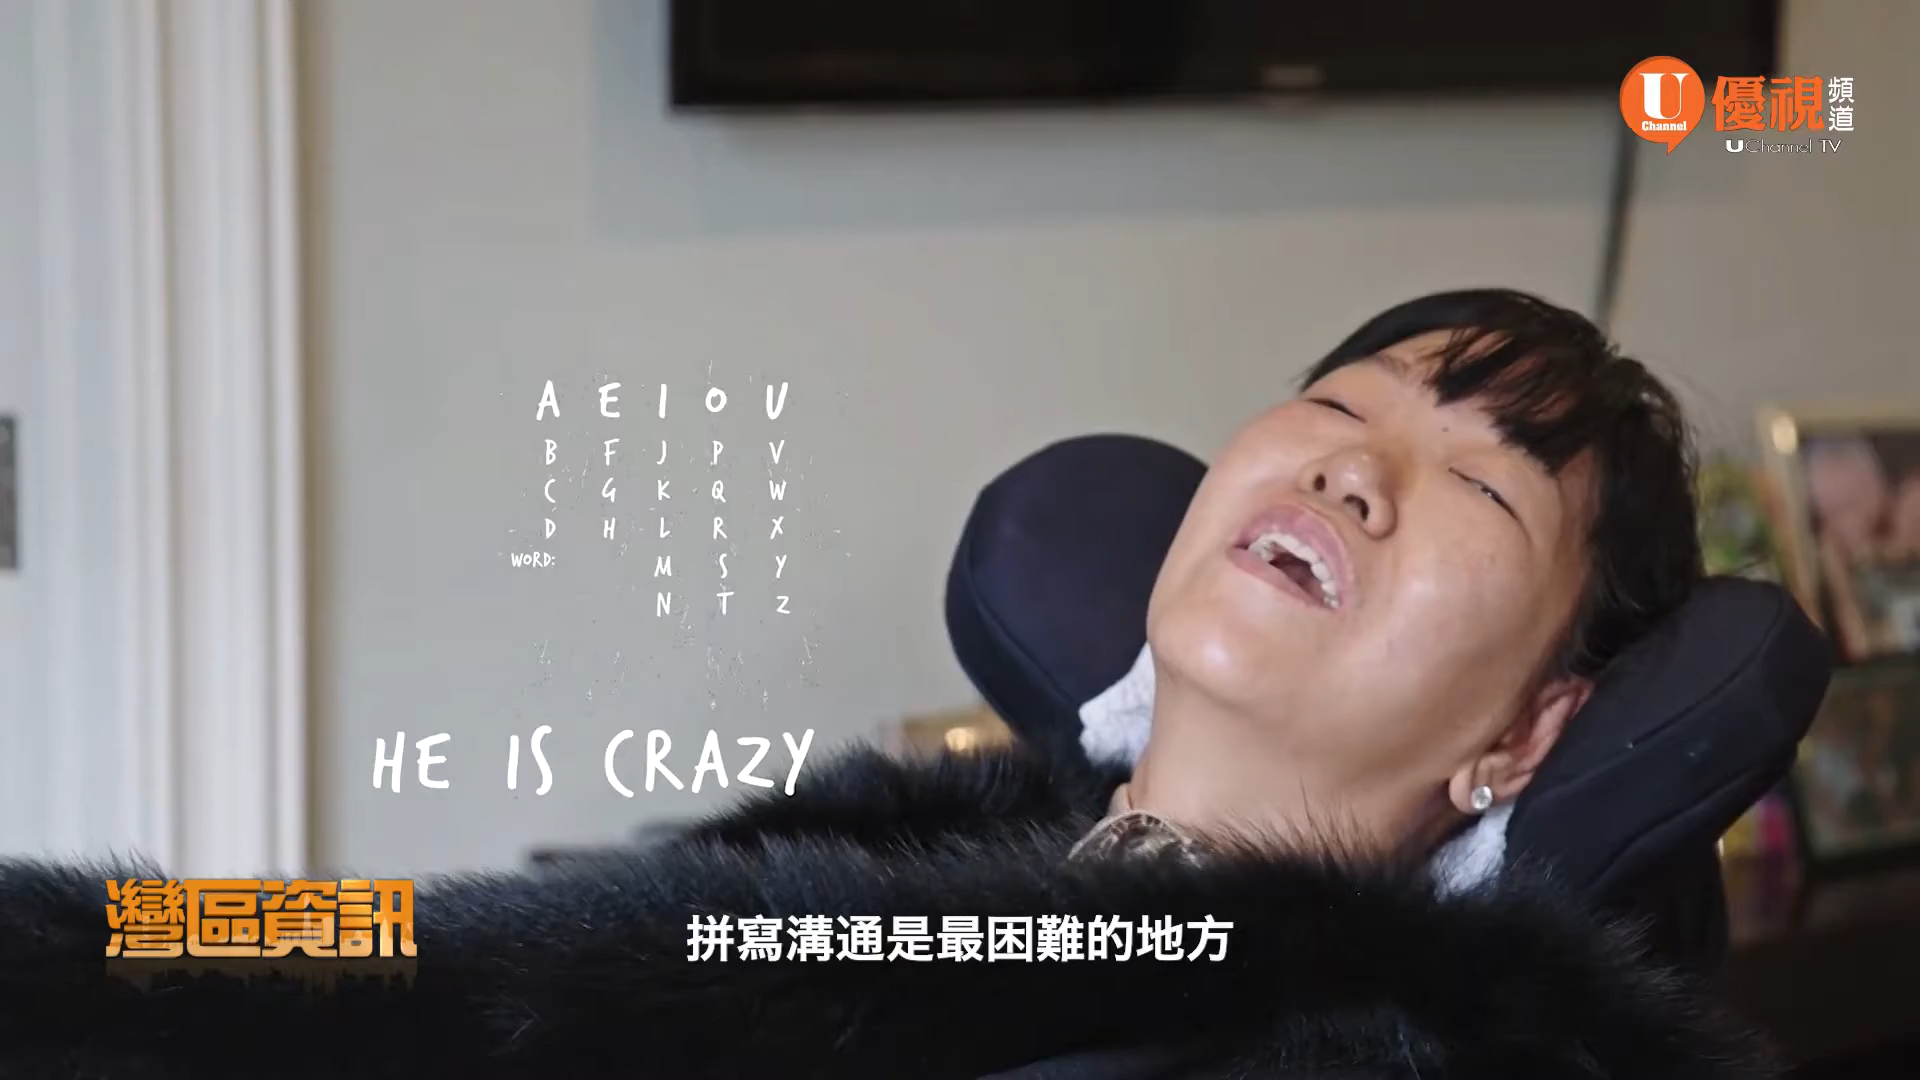 U
Channel
優視頻道
UChannel TV
A E I O U
B F J P V
C G K Q W
D H L R X
WORD: M S Y
N T Z
HE IS CRAZY
灣區資訊
拼寫溝通是最困難的地方